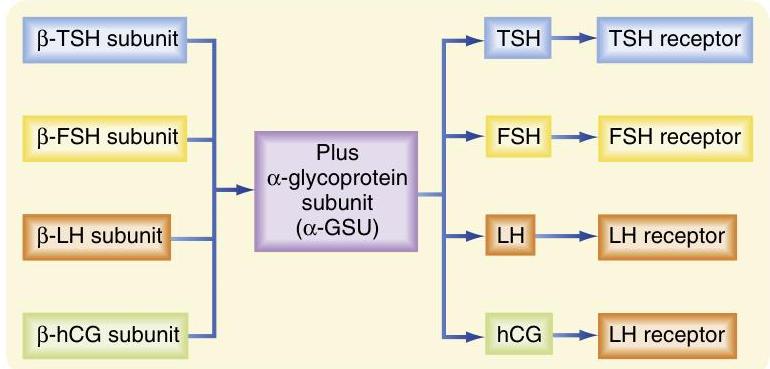 β-TSH subunit
β-FSH subunit
β-LH subunit
β-hCG subunit
Plus
α-glycoprotein
subunit
(α-GSU)
TSH
TSH receptor
FSH
FSH receptor
LH
LH receptor
hCG
LH receptor